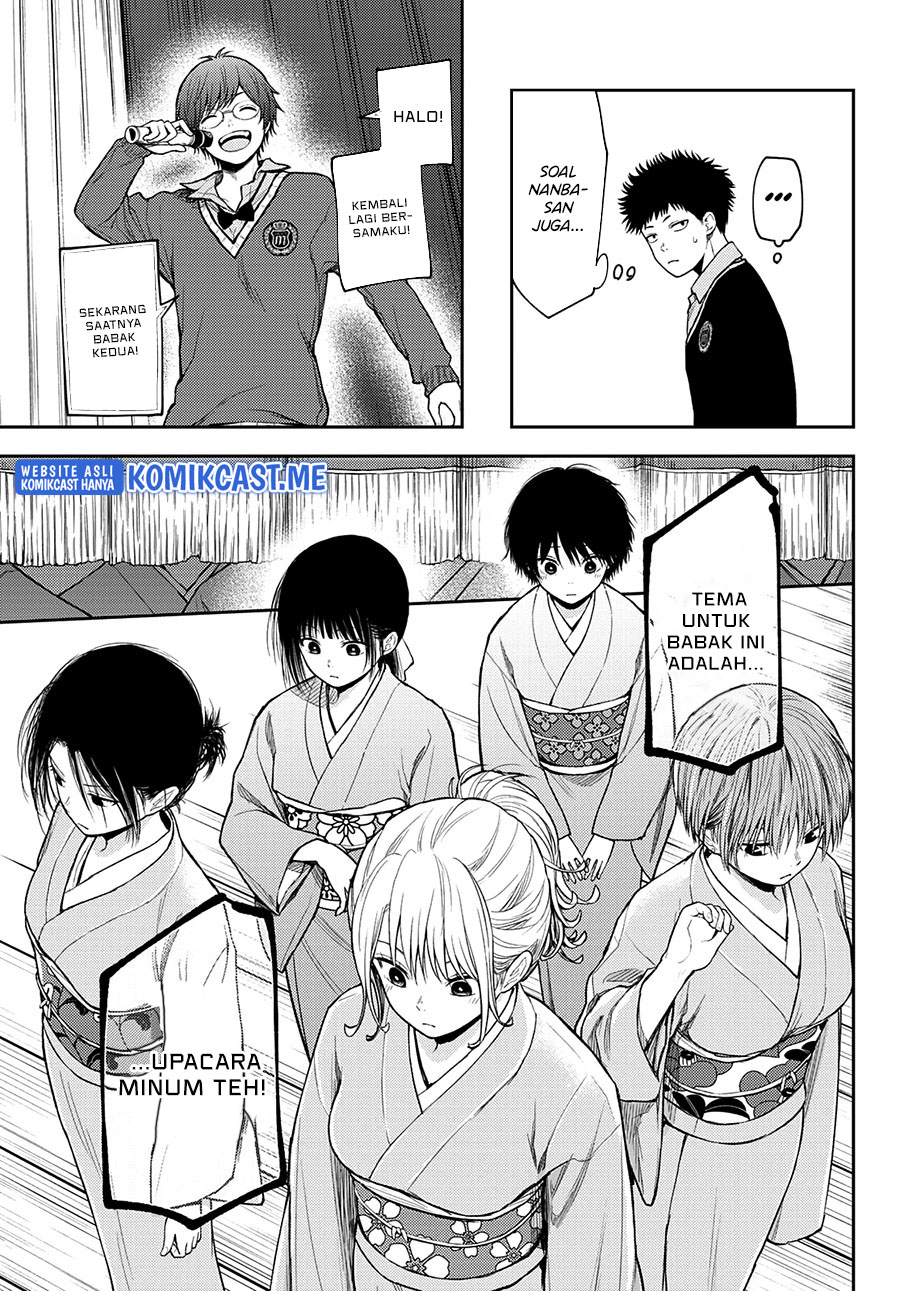 SOAL
NANBA-
SAN
JUGA...
...
HALO!
KEMBALI
LAGI BER-
SAMAKU!
SEKARANG
SAATNYA
BABAK
KEDUA!
WEBSITE ASLI
KOMIKCAST HANYA
KOMIKCAST.ME
TEMA
UNTUK
BABAK INI
ADALAH...
...UPACARA
MINUM TEH!